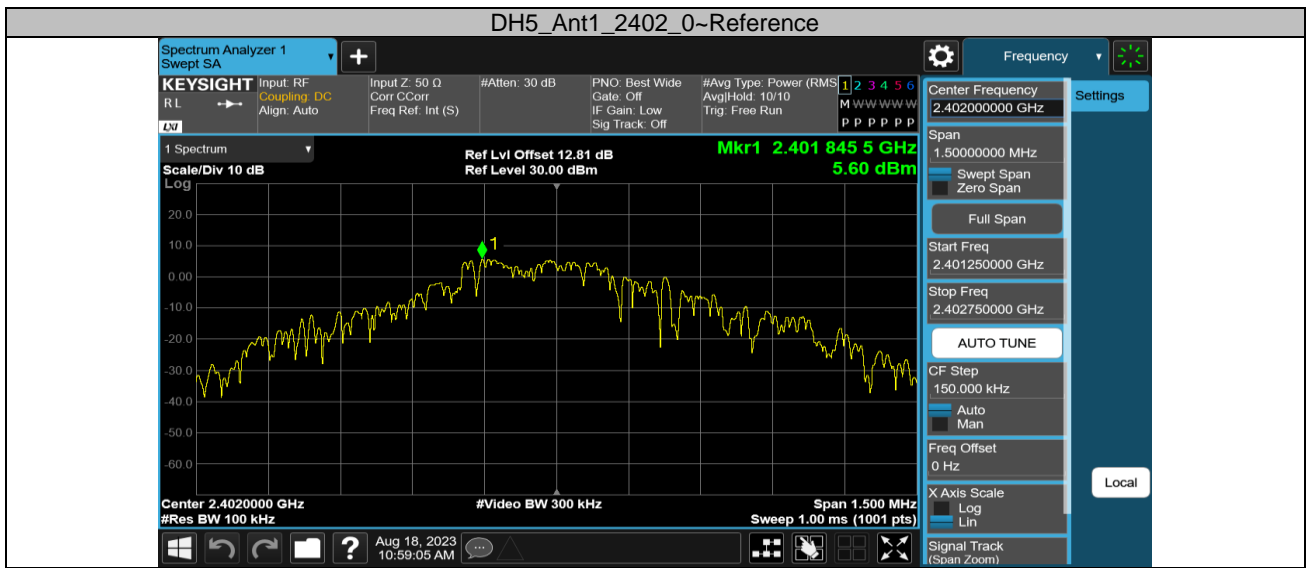 DH5_Ant1_2402_0~Reference
Spectrum Analyzer 1
Swept SA
Frequency
KEYSIGHT
R L
LXI
Input: RF
Coupling: DC
Align: Auto
Input Z: 50 Ω
Corr CCorr
Freq Ref: Int (S)
#Atten: 30 dB
PNO: Best Wide
Gate: Off
IF Gain: Low
Sig Track: Off
#Avg Type: Power (RMS
Avg|Hold: 10/10
Trig: Free Run
1 2 3 4 5 6
M W W W W W
P P P P P P
1 Spectrum
Scale/Div 10 dB
Log
Ref Lvl Offset 12.81 dB
Ref Level 30.00 dBm
Mkr1 2.401 845 5 GHz
5.60 dBm
1
20.0
10.0
0.00
-10.0
-20.0
-30.0
-40.0
-50.0
-60.0
Center 2.4020000 GHz
#Res BW 100 kHz
#Video BW 300 kHz
Span 1.500 MHz
Sweep 1.00 ms (1001 pts)
Center Frequency
2.402000000 GHz
Span
1.50000000 MHz
Swept Span
Zero Span
Full Span
Start Freq
2.401250000 GHz
Stop Freq
2.402750000 GHz
AUTO TUNE
CF Step
150.000 kHz
Auto
Man
Freq Offset
0 Hz
X Axis Scale
Log
Lin
Signal Track
(Span Zoom)
Settings
Local
?
Aug 18, 2023
10:59:05 AM